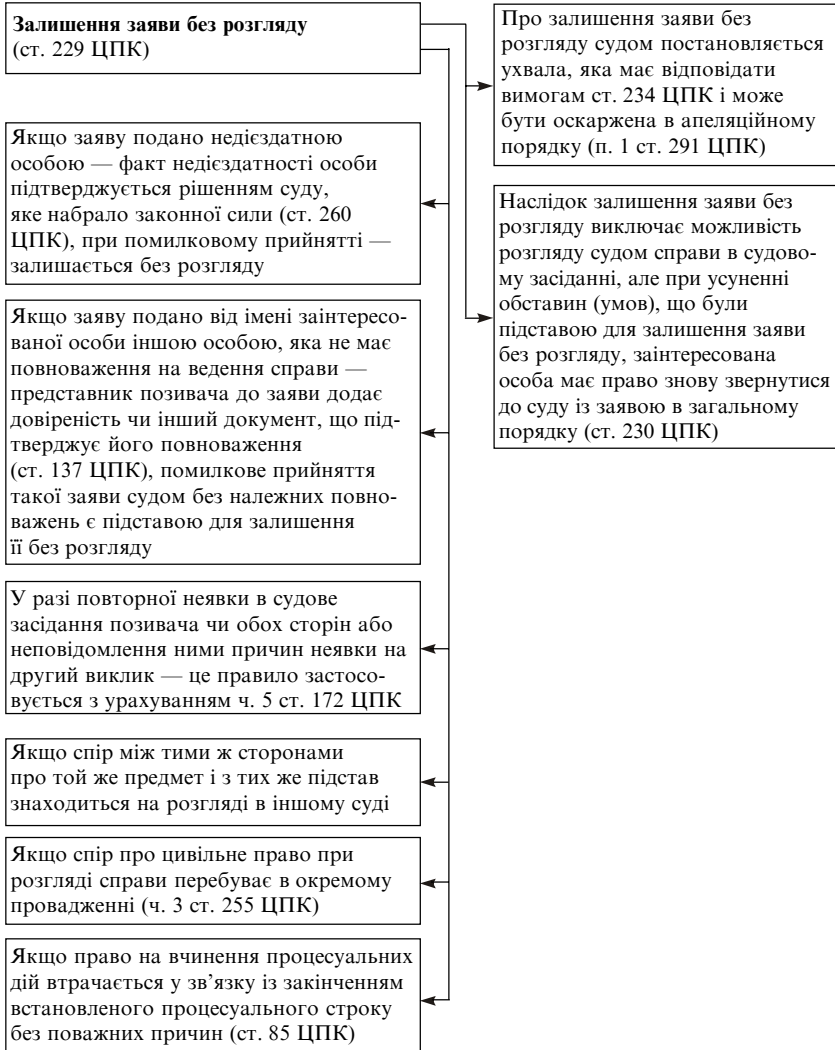 Залишення заяви без розгляду
(ст. 229 ЦПК)
Якщо заяву подано недієздатною
особою — факт недієздатності особи
підтверджується рішенням суду,
яке набрало законної сили (ст. 260
ЦПК), при помилковому прийнятті —
залишається без розгляду
Якщо заяву подано від імені заінтересо-
ваної особи іншою особою, яка не має
повноваження на ведення справи —
представник позивача до заяви додає
довіреність чи інший документ, що під-
тверджує його повноваження
(ст. 137 ЦПК), помилкове прийняття
такої заяви судом без належних повно-
важень є підставою для залишення
її без розгляду
У разі повторної неявки в судове
засідання позивача чи обох сторін або
неповідомлення ними причин неявки на
другий виклик — це правило застосо-
вується з урахуванням ч. 5 ст. 172 ЦПК
Якщо спір між тими ж сторонами
про той же предмет і з тих же підстав
знаходиться на розгляді в іншому суді
Якщо спір про цивільне право при
розгляді справи перебуває в окремому
провадженні (ч. 3 ст. 255 ЦПК)
Якщо право на вчинення процесуальних
дій втрачається у зв’язку із закінченням
встановленого процесуального строку
без поважних причин (ст. 85 ЦПК)
Про залишення заяви без
розгляду судом постановляється
ухвала, яка має відповідати
вимогам ст. 234 ЦПК і може
бути оскаржена в апеляційному
порядку (п. 1 ст. 291 ЦПК)
Наслідок залишення заяви без
розгляду виключає можливість
розгляду судом справи в судово-
му засіданні, але при усуненні
обставин (умов), що були
підставою для залишення заяви
без розгляду, заінтересована
особа має право знову звернутися
до суду із заявою в загальному
порядку (ст. 230 ЦПК)